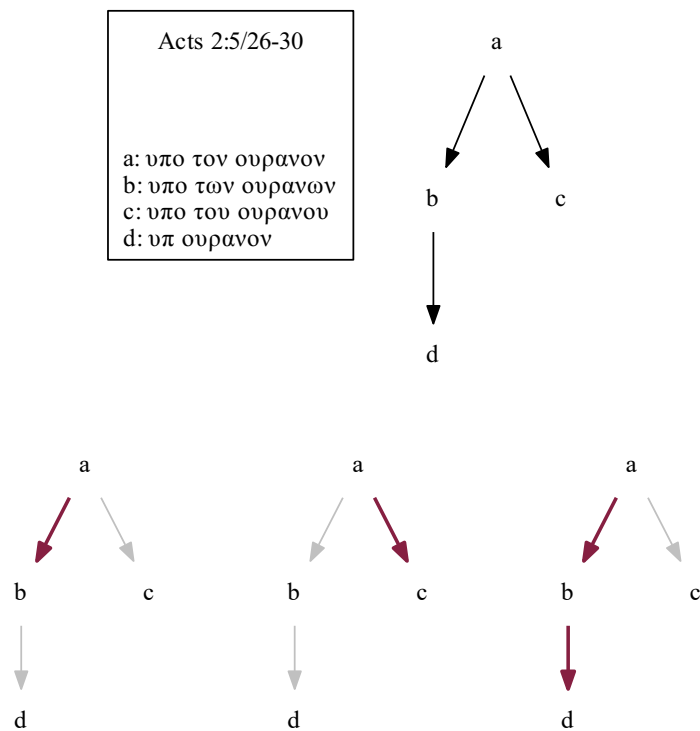 Acts 2:5/26-30
a: υπο τον ουρανον
b: υπο των ουρανων
c: υπο του ουρανου
d: υπ ουρανον
a
b c
d
a a a
b c b c b c
d d d